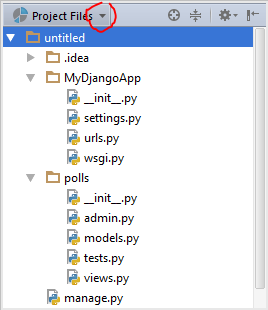 Project Files
untitled
.idea
MyDjangoApp
__init__.py
settings.py
urls.py
wsgi.py
polls
__init__.py
admin.py
models.py
tests.py
views.py
manage.py